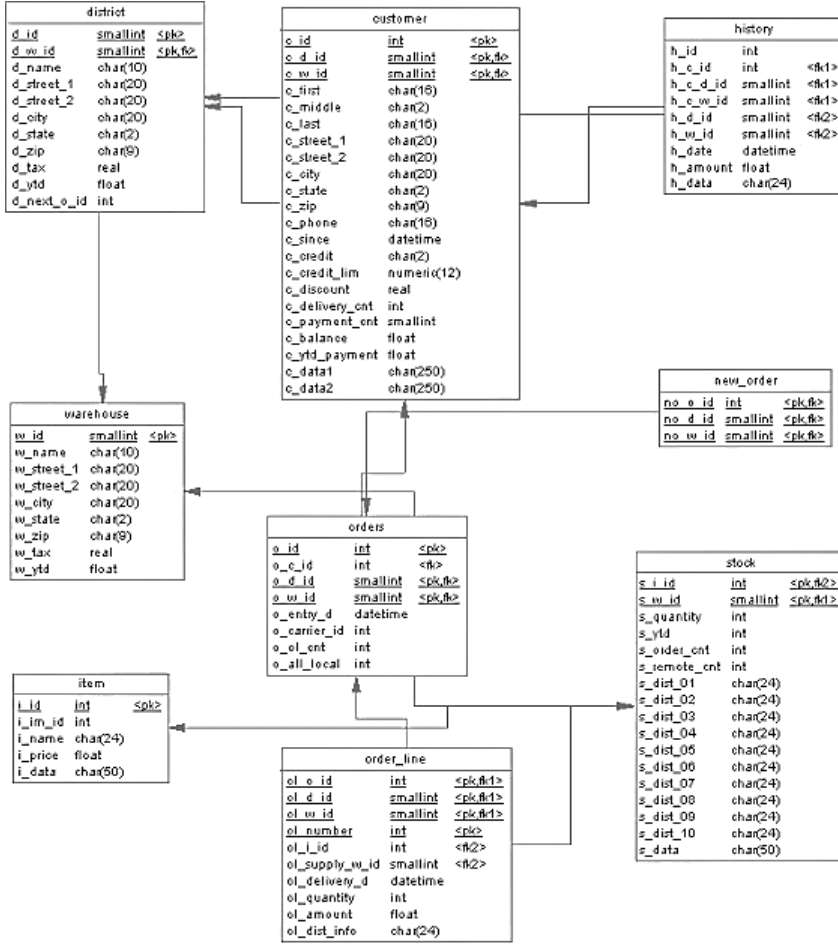 district
d_id smallint <pk>
d_w_id smallint <pk,fk>
d_name char(10)
d_street_1 char(20)
d_street_2 char(20)
d_city char(20)
d_state char(2)
d_zip char(9)
d_tax real
d_ytd float
d_next_o_id int
customer
c_id int <pk>
c_d_id smallint <pk,fk>
c_w_id smallint <pk,fk>
c_first char(16)
c_middle char(2)
c_last char(16)
c_street_1 char(20)
c_street_2 char(20)
c_city char(20)
c_state char(2)
c_zip char(9)
c_phone char(16)
c_since datetime
c_credit char(2)
c_credit_lim numeric(12)
c_discount real
c_delivery_cnt int
c_payment_cnt smallint
c_balance float
c_ytd_payment float
c_data1 char(250)
c_data2 char(250)
history
h_id int
h_c_id int <fk1>
h_c_d_id smallint <fk1>
h_c_w_id smallint <fk1>
h_d_id smallint <fk2>
h_w_id smallint <fk2>
h_date datetime
h_amount float
h_data char(24)
new_order
no_o_id int <pk,fk>
no_d_id smallint <pk,fk>
no_w_id smallint <pk,fk>
warehouse
w_id smallint <pk>
w_name char(10)
w_street_1 char(20)
w_street_2 char(20)
w_city char(20)
w_state char(2)
w_zip char(9)
w_tax real
w_ytd float
orders
o_id int <pk>
o_c_id int <fk>
o_d_id smallint <pk,fk>
o_w_id smallint <pk,fk>
o_entry_d datetime
o_carrier_id int
o_ol_cnt int
o_all_local int
stock
s_i_id int <pk,fk2>
s_w_id smallint <pk,fk1>
s_quantity int
s_ytd int
s_order_cnt int
s_remote_cnt int
s_dist_01 char(24)
s_dist_02 char(24)
s_dist_03 char(24)
s_dist_04 char(24)
s_dist_05 char(24)
s_dist_06 char(24)
s_dist_07 char(24)
s_dist_08 char(24)
s_dist_09 char(24)
s_dist_10 char(24)
s_data char(50)
item
i_id int <pk>
i_im_id int
i_name char(24)
i_price float
i_data char(50)
order_line
ol_o_id int <pk,fk1>
ol_d_id smallint <pk,fk1>
ol_w_id smallint <pk,fk1>
ol_number int <pk>
ol_i_id int <fk2>
ol_supply_w_id smallint <fk2>
ol_delivery_d datetime
ol_quantity int
ol_amount float
ol_dist_info char(24)